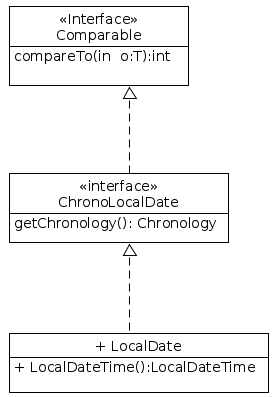 «Interface»
Comparable
compareTo(in o:T):int
«interface»
ChronoLocalDate
getChronology(): Chronology
+ LocalDate
+ LocalDateTime():LocalDateTime